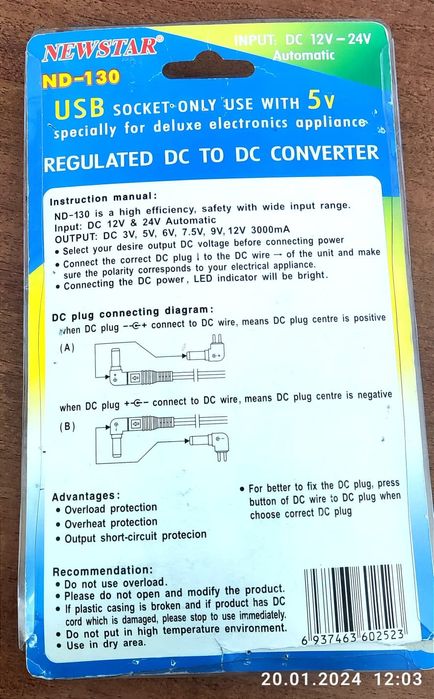 NEWSTAR
INPUT: DC 12V-24V
Automatic
ND-130
USB SOCKET ONLY USE WITH 5v
specially for deluxe electronics appliance
REGULATED DC TO DC CONVERTER
Instruction manual:
ND-130 is a high efficiency, safety with wide input range.
Input: DC 12V & 24V Automatic
OUTPUT: DC 3V, 5V, 6V, 7.5V, 9V, 12V 3000mA
• Select your desire output DC voltage before connecting power
• Connect the correct DC plug ↓ to the DC wire → of the unit and make
sure the polarity corresponds to your electrical appliance.
• Connecting the DC power, LED indicator will be bright.
DC plug connecting diagram:
when DC plug connect to DC wire, means DC plug centre is positive
(A)
when DC plug connect to DC wire, means DC plug centre is negative
(B)
Advantages:
• Overload protection
• Overheat protection
• Output short-circuit protecion
• For better to fix the DC plug, press
button of DC wire to DC plug when
choose correct DC plug
Recommendation:
• Do not use overload.
• Please do not open and modify the product.
• If plastic casing is broken and if product has DC
cord which is damaged, please stop to use immediately.
• Do not put in high temperature environment.
• Use in dry area.
6 937463 602523
20.01.2024 12:03